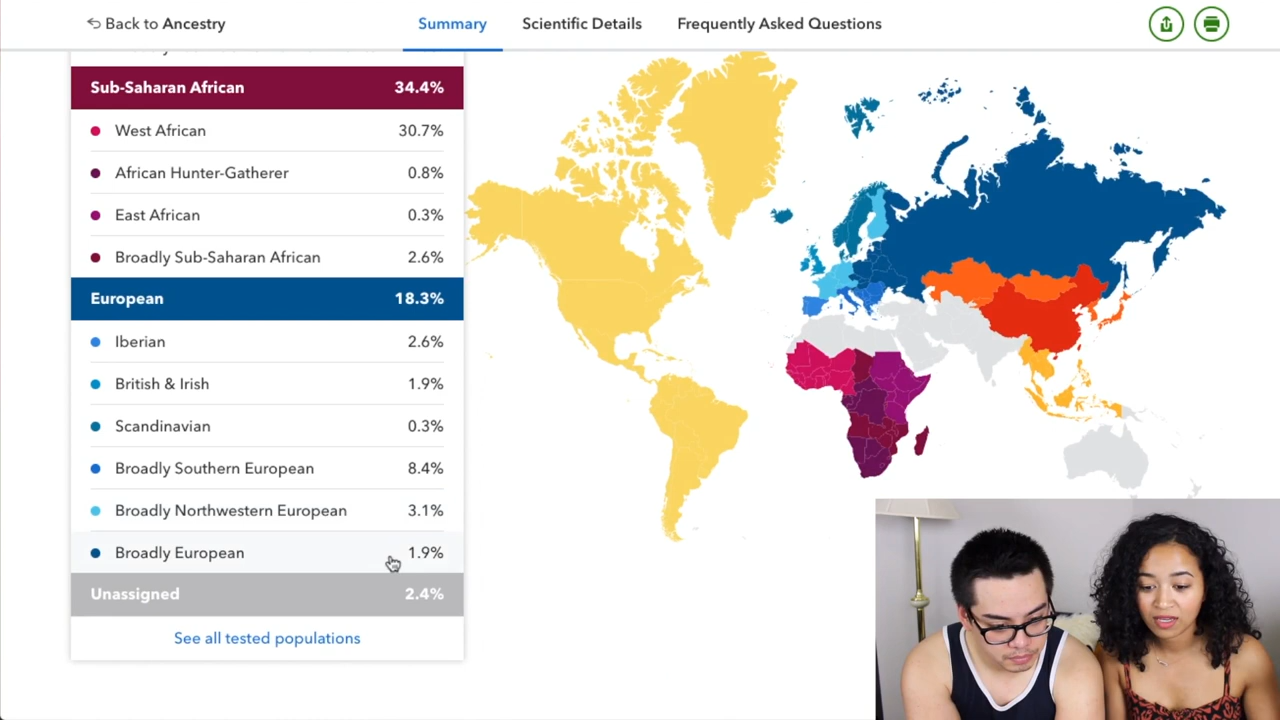 Back to Ancestry
Summary
Scientific Details
Frequently Asked Questions
Sub-Saharan African 34.4%
West African 30.7%
African Hunter-Gatherer 0.8%
East African 0.3%
Broadly Sub-Saharan African 2.6%
European 18.3%
Iberian 2.6%
British & Irish 1.9%
Scandinavian 0.3%
Broadly Southern European 8.4%
Broadly Northwestern European 3.1%
Broadly European 1.9%
Unassigned 2.4%
See all tested populations